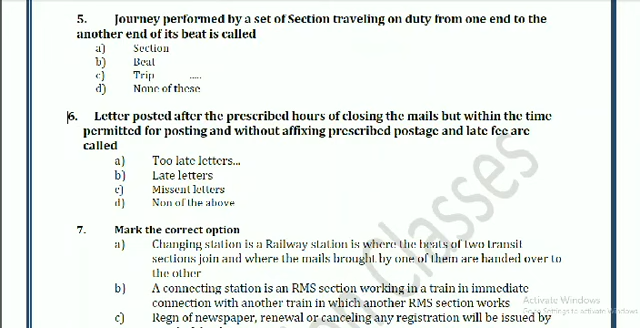 5. Journey performed by a set of Section traveling on duty from one end to the
another end of its beat is called
a) Section
b) Beat
c) Trip .....
d) None of these
6. Letter posted after the prescribed hours of closing the mails but within the time
permitted for posting and without affixing prescribed postage and late fee are
called
a) Too late letters...
b) Late letters
c) Missent letters
d) Non of the above
7. Mark the correct option
a) Changing station is a Railway station is where the beats of two transit
sections join and where the mails brought by one of them are handed over to
the other
b) A connecting station is an RMS section working in a train in immediate
connection with another train in which another RMS section works
c) Regn of newspaper, renewal or canceling any registration will be issued by
Classes
Activate Windows
Go to Settings to activate Windows